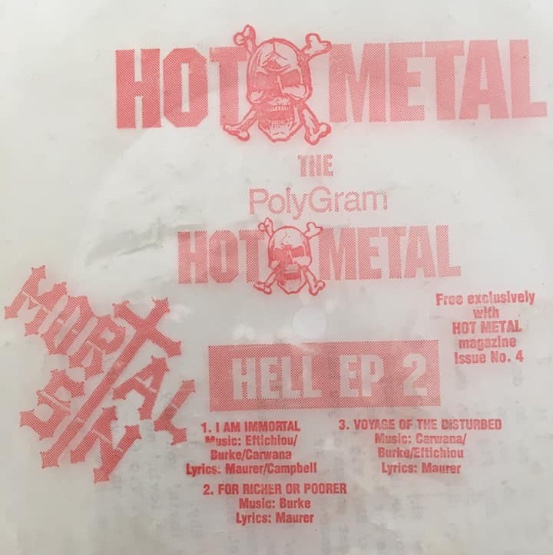 HOT METAL
THE
PolyGram
HOT METAL
MORTAL
SIN
Free exclusively
with
HOT METAL
magazine
Issue No. 4
HELL EP 2
1. I AM IMMORTAL
Music: Eftichiou/
Burke/Carwana
Lyrics: Maurer/Campbell
2. FOR RICHER OR POORER
Music: Burke
Lyrics: Maurer
3. VOYAGE OF THE DISTURBED
Music: Carwana/
Burke/Eftichiou
Lyrics: Maurer